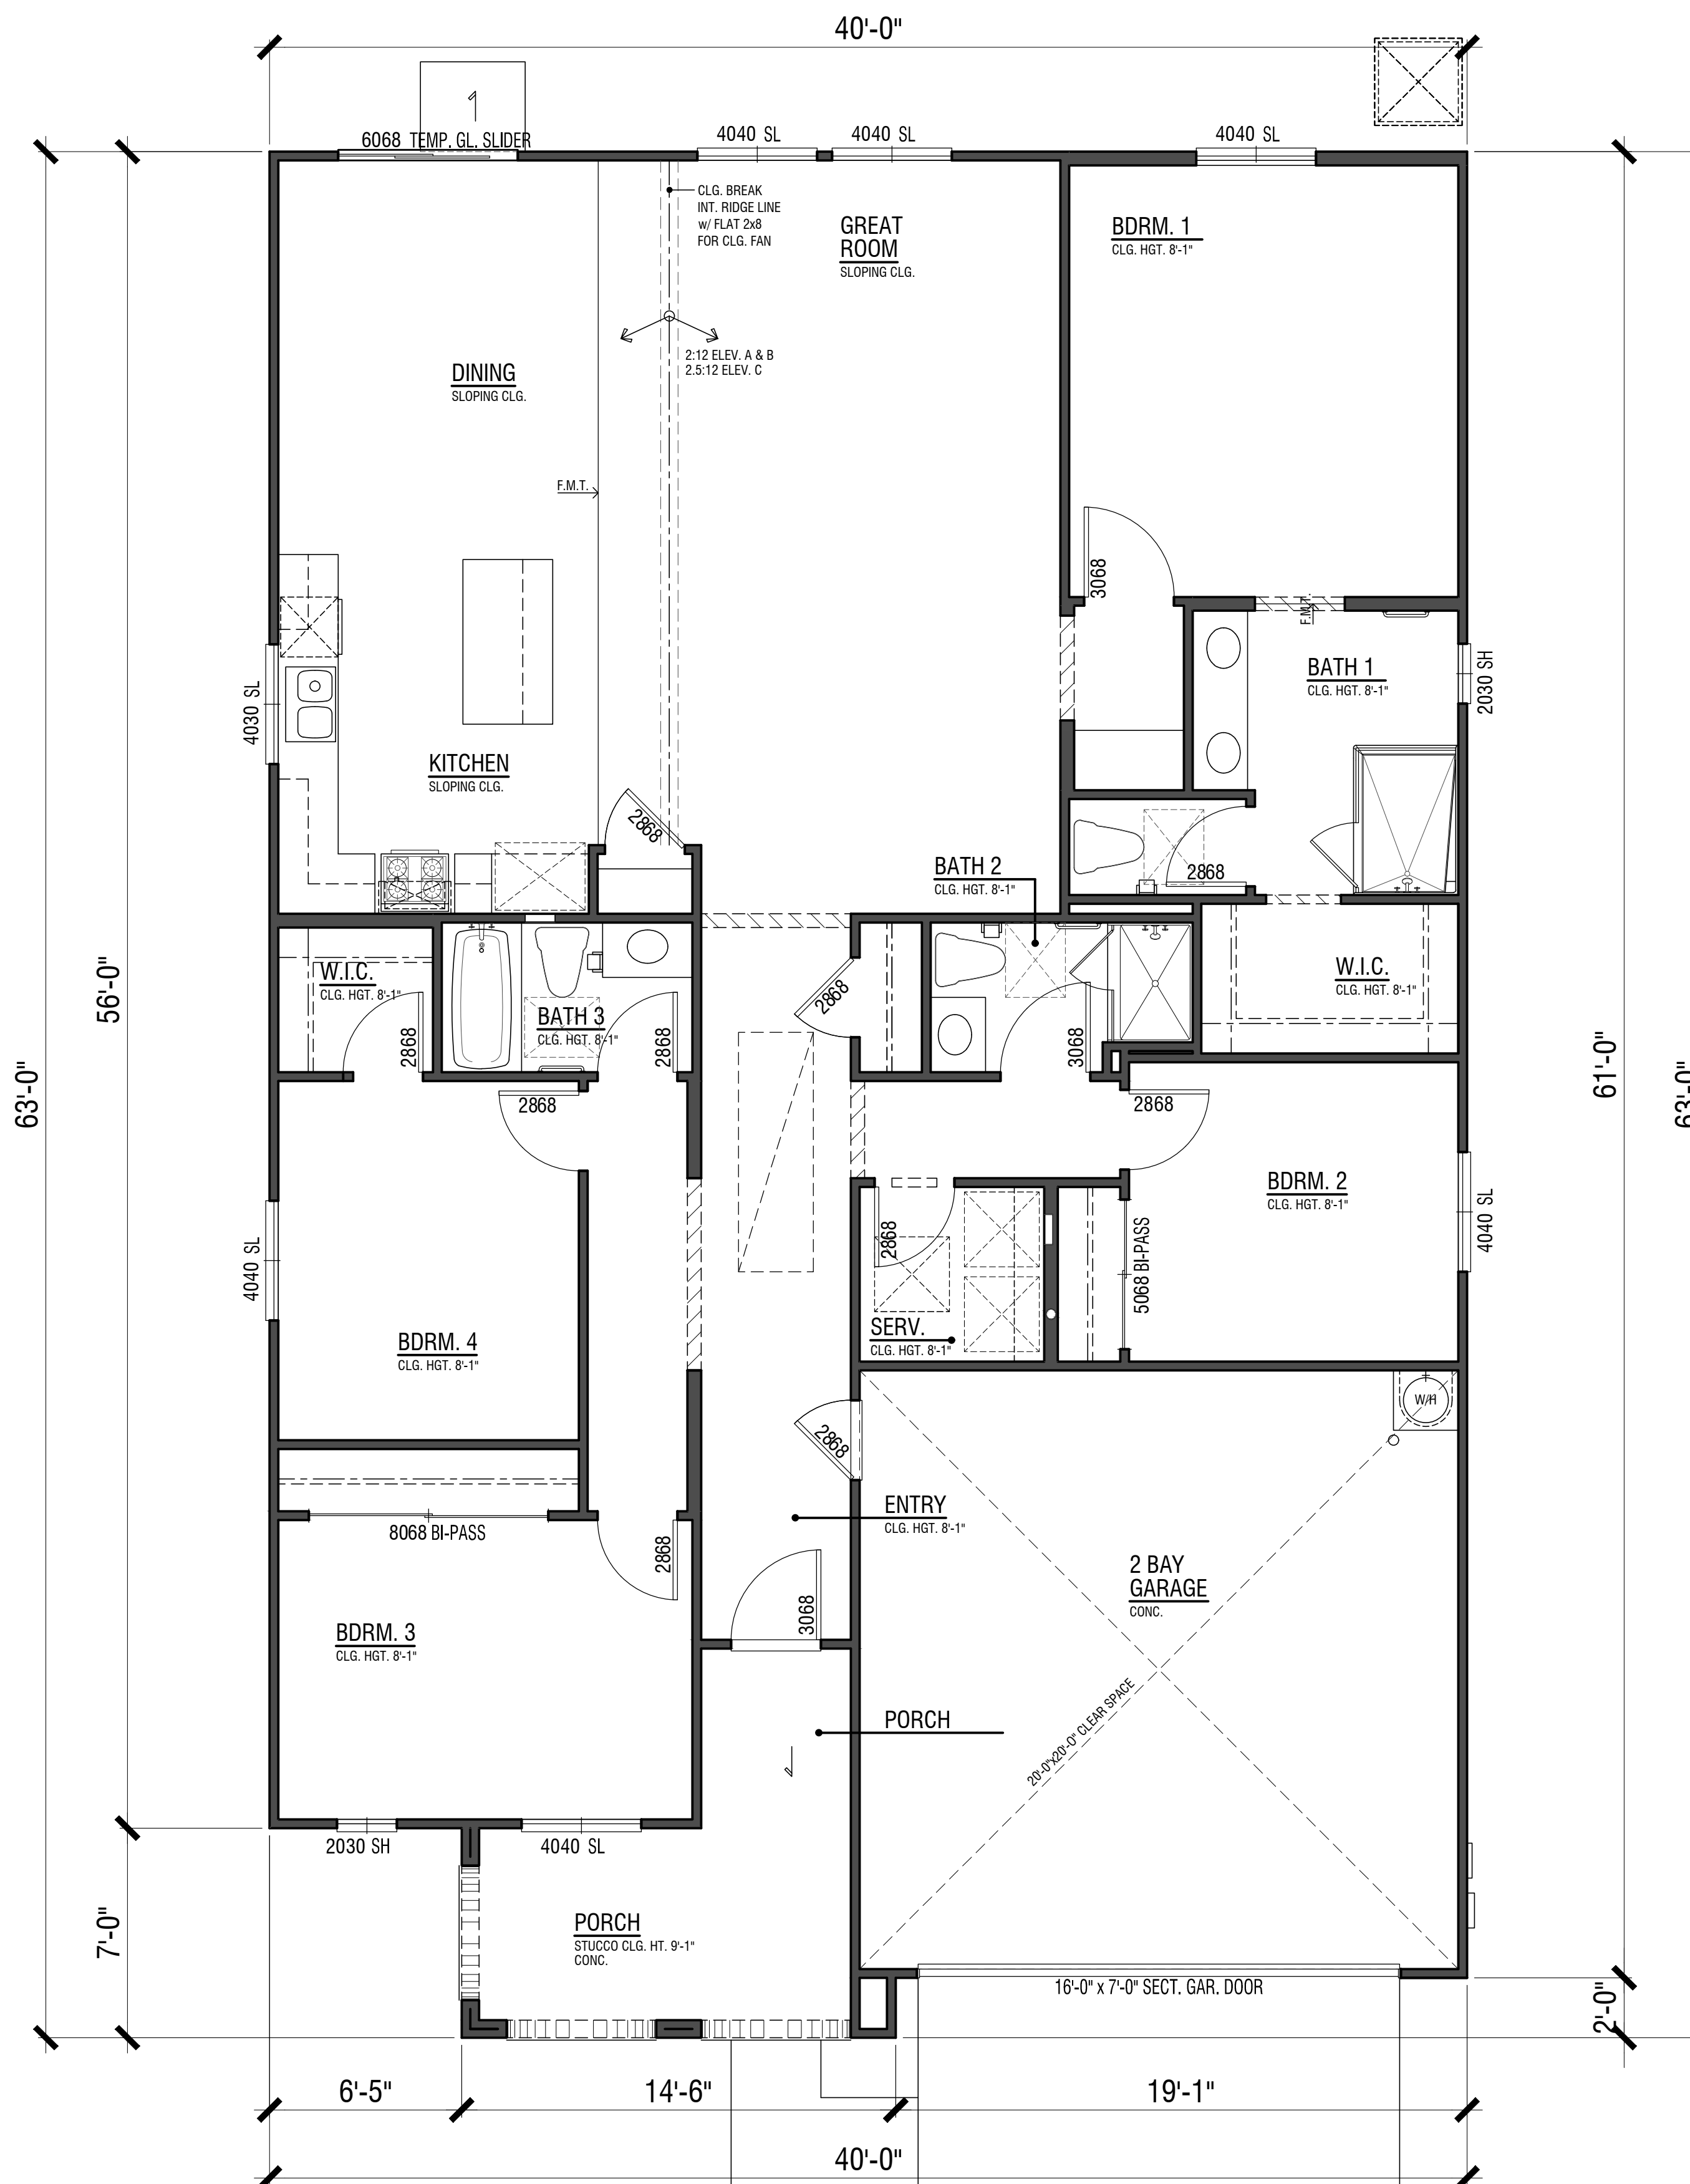 40'-0"
1
6068 TEMP. GL. SLIDER
4040 SL
4040 SL
4040 SL
CLG. BREAK
INT. RIDGE LINE
w/ FLAT 2x8
FOR CLG. FAN
GREAT
ROOM
SLOPING CLG.
BDRM. 1
CLG. HGT. 8'-1"
2:12 ELEV. A & B
2.5:12 ELEV. C
DINING
SLOPING CLG.
F.M.T.
3068
F.M.T.
BATH 1
CLG. HGT. 8'-1"
2030 SH
4030 SL
KITCHEN
SLOPING CLG.
2868
BATH 2
CLG. HGT. 8'-1"
2868
56'-0"
W.I.C.
CLG. HGT. 8'-1"
2868
W.I.C.
CLG. HGT. 8'-1"
BATH 3
CLG. HGT. 8'-1"
2868
2868
3068
63'-0"
61'-0"
63'-0"
2868
2868
BDRM. 2
CLG. HGT. 8'-1"
4040 SL
4040 SL
2868
5068 BI-PASS
SERV.
CLG. HGT. 8'-1"
BDRM. 4
CLG. HGT. 8'-1"
W/H
2868
ENTRY
CLG. HGT. 8'-1"
8068 BI-PASS
2868
2 BAY
GARAGE
CONC.
3068
BDRM. 3
CLG. HGT. 8'-1"
PORCH
20'-0"x20'-0" CLEAR SPACE
2030 SH
4040 SL
7'-0"
PORCH
STUCCO CLG. HT. 9'-1"
CONC.
16'-0" x 7'-0" SECT. GAR. DOOR
2'-0"
6'-5"
14'-6"
19'-1"
40'-0"